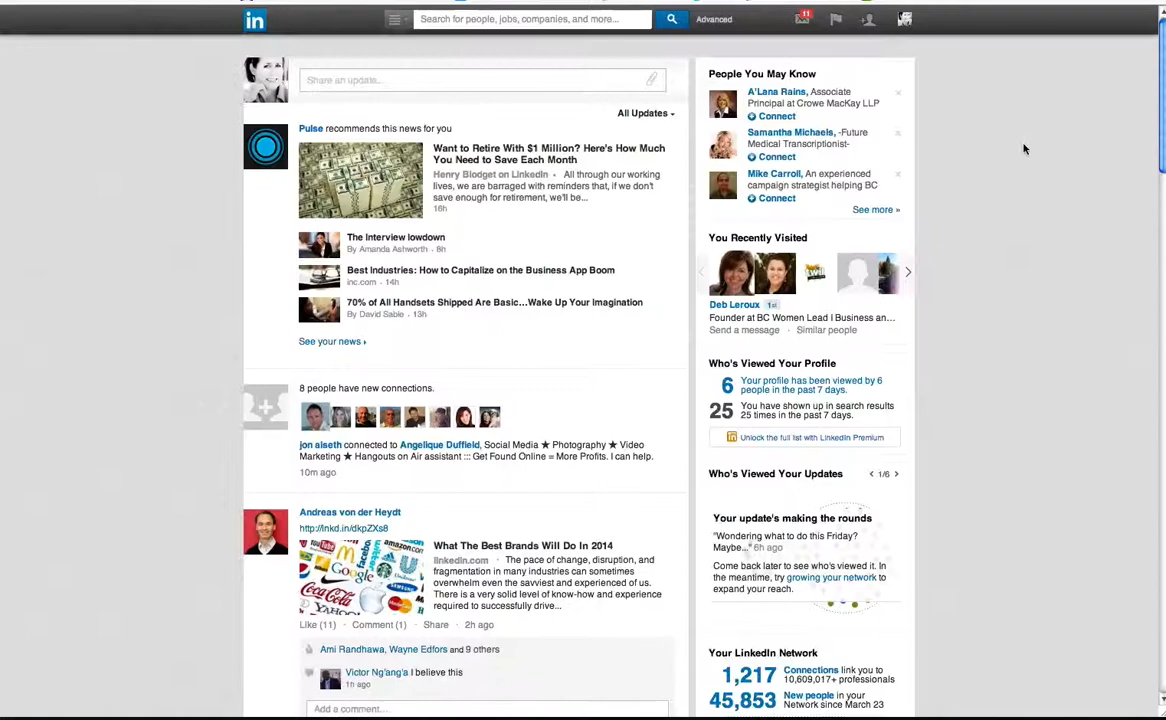 in
Search for people, jobs, companies, and more...
Advanced
11
Share an update...
All Updates
Pulse recommends this news for you
Want to Retire With $1 Million? Here's How Much
You Need to Save Each Month
Henry Blodget on LinkedIn · All through our working
lives, we are barraged with reminders that, if we don't
save enough for retirement, we'll be...
16h
The Interview lowdown
By Amanda Ashworth · 8h
Best Industries: How to Capitalize on the Business App Boom
inc.com · 14h
70% of All Handsets Shipped Are Basic...Wake Up Your Imagination
By David Sable · 13h
See your news
8 people have new connections.
jon alseth connected to Angelique Duffield, Social Media ★ Photography ★ Video
Marketing ★ Hangouts on Air assistant ::: Get Found Online = More Profits. I can help.
10m ago
Andreas von der Heydt
http://lnkd.in/dkpZXs8
YouTube
amazon.com
facebook
Google
Unilever
Coca-Cola
SAMSUNG
YAHOO!
What The Best Brands Will Do In 2014
linkedin.com · The pace of change, disruption, and
fragmentation in many industries can sometimes
overwhelm even the savviest and experienced of us.
There is a very solid level of know-how and experience
required to successfully drive...
Like (11) · Comment (1) · Share · 2h ago
Ami Randhawa, Wayne Edfors and 9 others
Victor Ng'ang'a I believe this
1h ago
Add a comment...
People You May Know
A'Lana Rains, Associate
Principal at Crowe MacKay LLP
Connect
Samantha Michaels, -Future
Medical Transcriptionist-
Connect
Mike Carroll, An experienced
campaign strategist helping BC
Connect
See more »
You Recently Visited
Deb Leroux 1st
Founder at BC Women Lead I Business an...
Send a message · Similar people
Who's Viewed Your Profile
6 Your profile has been viewed by 6
people in the past 7 days.
25 You have shown up in search results
25 times in the past 7 days.
in Unlock the full list with LinkedIn Premium
Who's Viewed Your Updates
1/6
Your update's making the rounds
"Wondering what to do this Friday?
Maybe..." 6h ago
Come back later to see who's viewed it. In
the meantime, try growing your network to
expand your reach.
Your LinkedIn Network
1,217 Connections link you to
10,609,017+ professionals
45,853 New people in your
Network since March 23